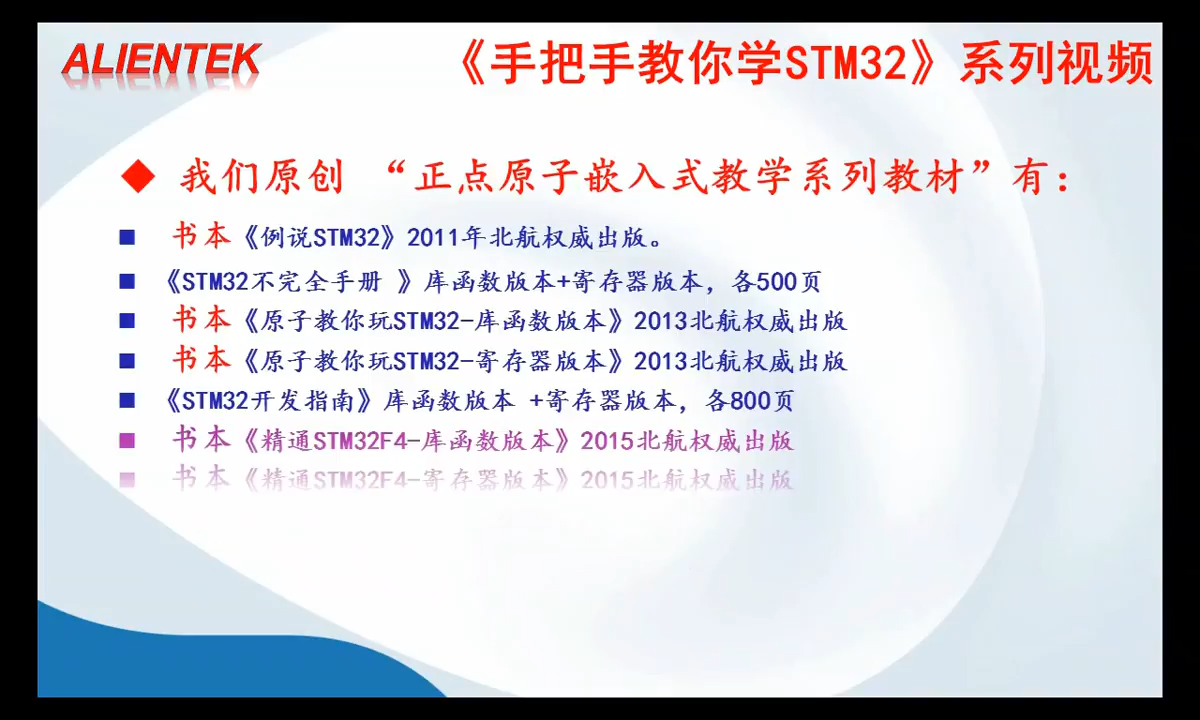 ALIENTEK
《手把手教你学STM32》系列视频
我们原创 “正点原子嵌入式教学系列教材”有：
书本《例说STM32》2011年北航权威出版。
《STM32不完全手册 》库函数版本+寄存器版本，各500页
书本《原子教你玩STM32-库函数版本》2013北航权威出版
书本《原子教你玩STM32-寄存器版本》2013北航权威出版
《STM32开发指南》库函数版本 +寄存器版本，各800页
书本《精通STM32F4-库函数版本》2015北航权威出版
书本《精通STM32F4-寄存器版本》2015北航权威出版